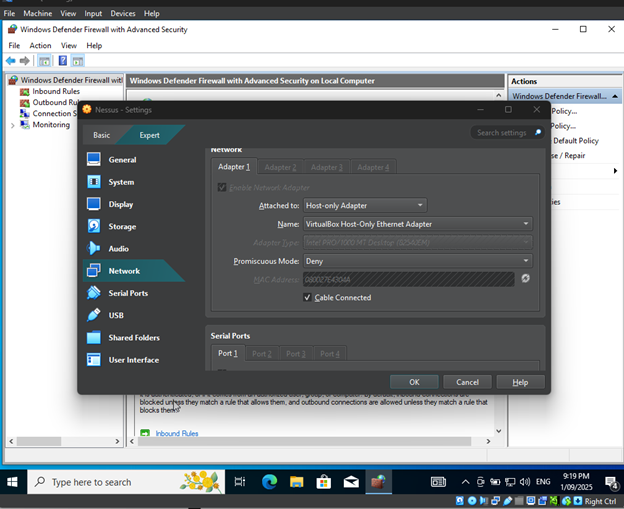 File Machine View Input Devices Help
Windows Defender Firewall with Advanced Security
File Action View Help
Windows Defender Firewall wit
Inbound Rules
Outbound Ru
Connection S
Monitoring
Windows Defender Firewall with Advanced Security on Local Computer
Actions
Windows Defender Firewall...
Policy...
Policy...
Default Policy
se / Repair
es
Nessus - Settings
Basic Expert
Search settings
General
System
Display
Storage
Audio
Network
Serial Ports
USB
Shared Folders
User Interface
Network
Adapter 1 Adapter 2 Adapter 3 Adapter 4
Enable Network Adapter
Attached to: Host-only Adapter
Name: VirtualBox Host-Only Ethernet Adapter
Adapter Type: Intel PRO/1000 MT Desktop (82540EM)
Promiscuous Mode: Deny
MAC Address: 080027E4304A
Cable Connected
Serial Ports
Port 1 Port 2 Port 3 Port 4
OK Cancel Help
blocked unless they match a rule that allows them, and outbound connections are allowed unless they match a rule that
blocks them.
Inbound Rules
Type here to search
ENG
9:19 PM
1/09/2025
4
Right Ctrl